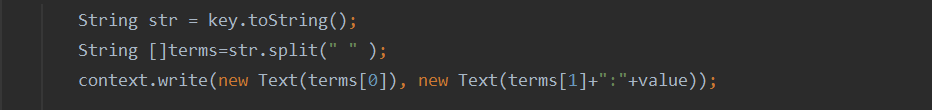 String str = key.toString();
String []terms=str.split(" " );
context.write(new Text(terms[0]), new Text(terms[1]+":"+value));